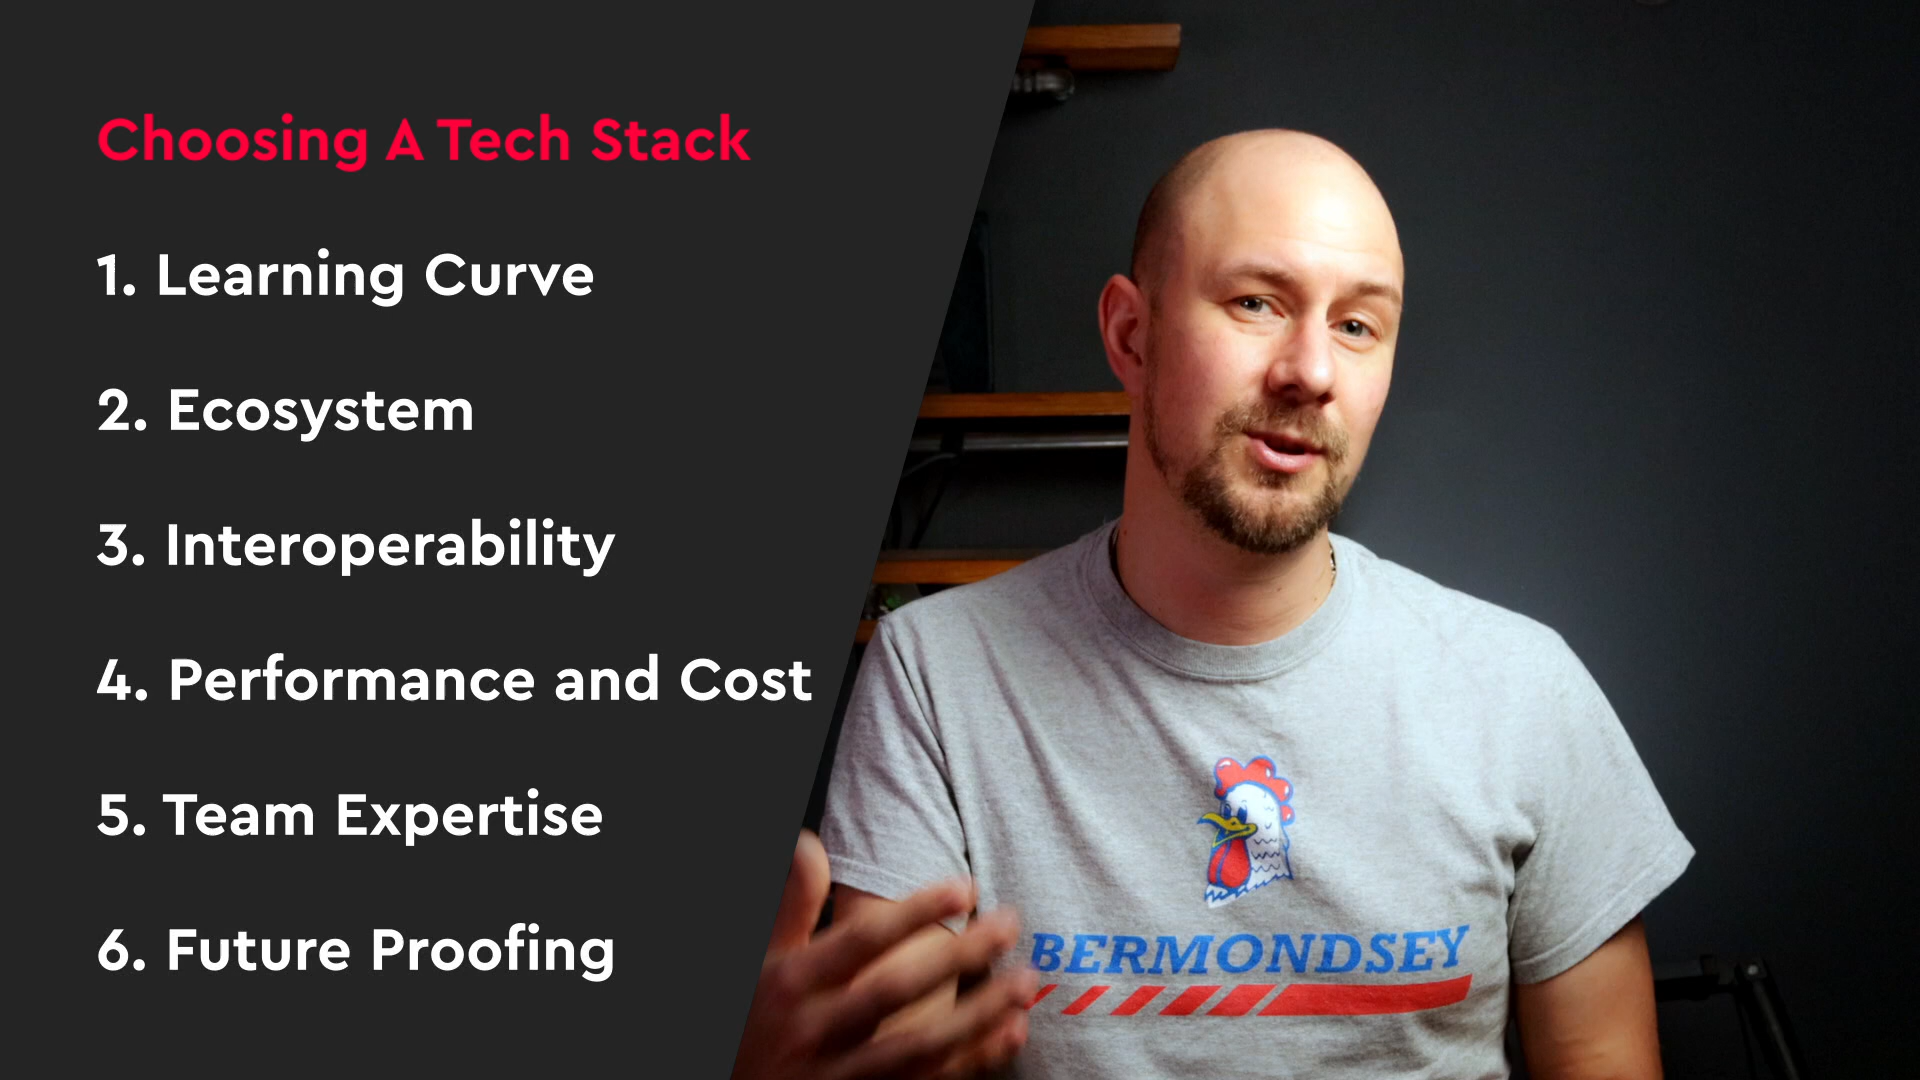 Choosing A Tech Stack
1. Learning Curve
2. Ecosystem
3. Interoperability
4. Performance and Cost
5. Team Expertise
6. Future Proofing
BERMONDSEY